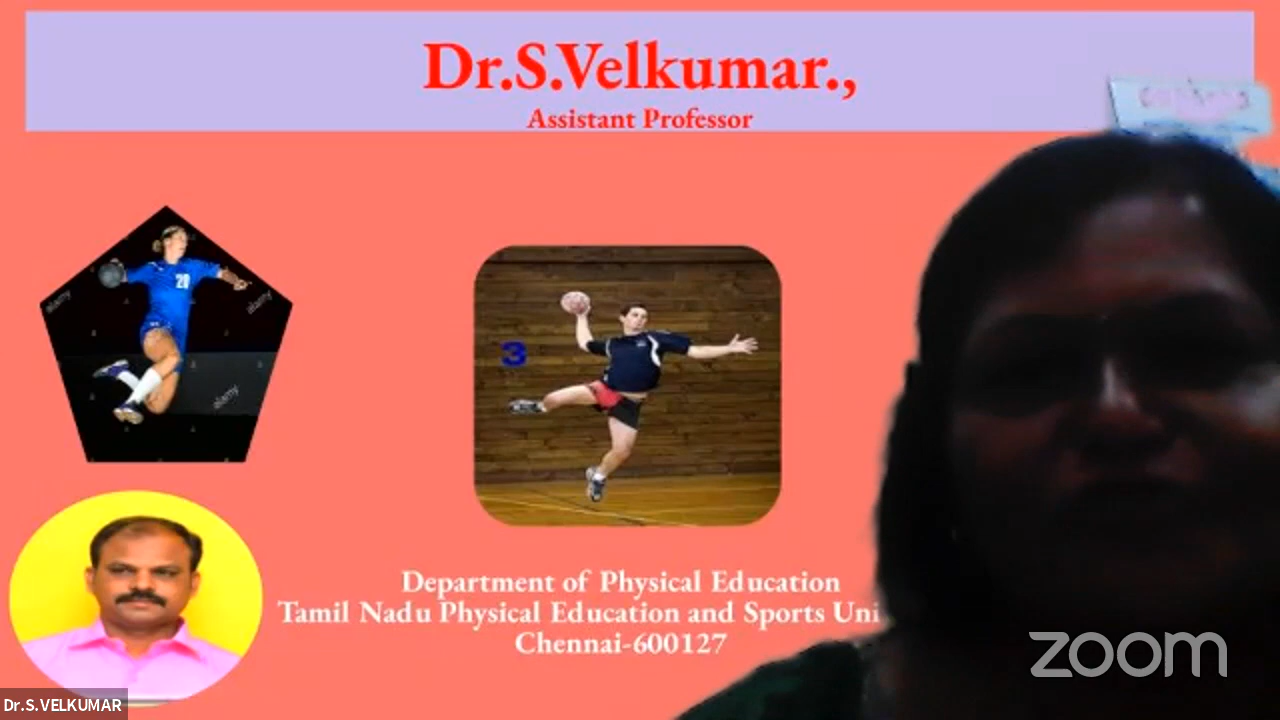 Dr.S.Velkumar.,
Assistant Professor
20
alamy
alamy
alamy
3
Department of Physical Education
Tamil Nadu Physical Education and Sports Uni
Chennai-600127
zoom
Dr.S.VELKUMAR